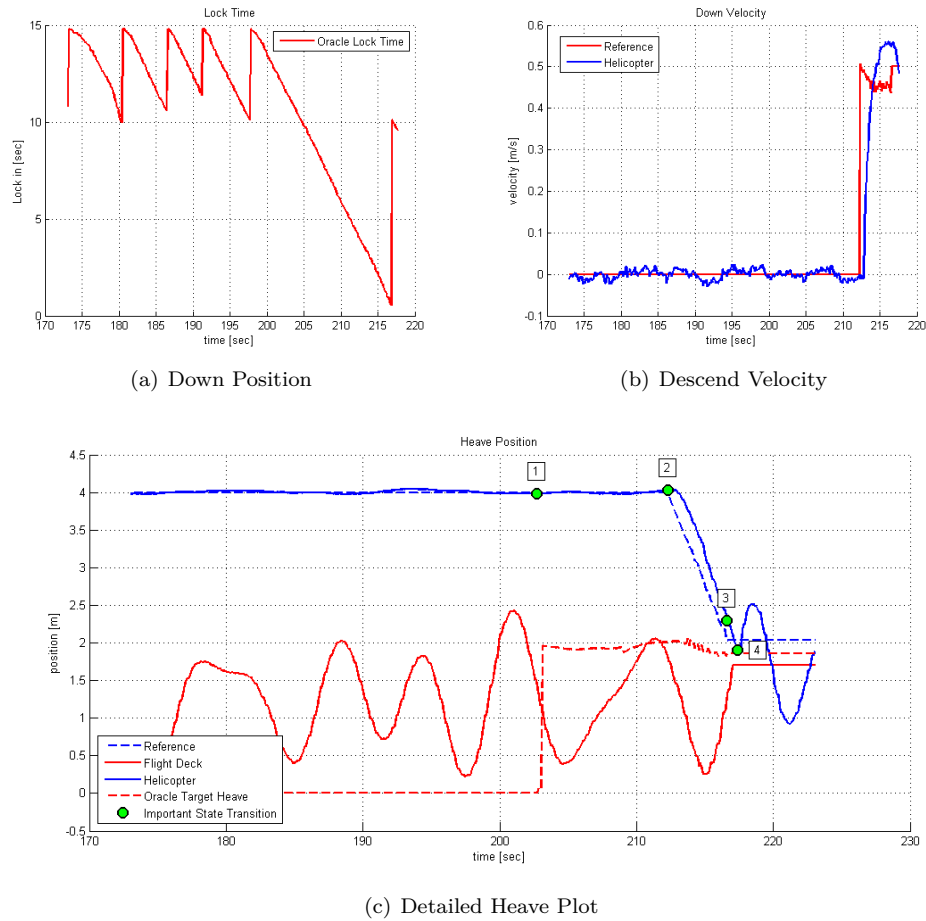 Lock Time
Oracle Lock Time
15
10
5
0
Lock in [sec]
170 175 180 185 190 195 200 205 210 215 220
time [sec]
(a) Down Position
Down Velocity
Reference
Helicopter
0.6
0.5
0.4
0.3
0.2
0.1
0
-0.1
velocity [m/s]
170 175 180 185 190 195 200 205 210 215 220
time [sec]
(b) Descend Velocity
Heave Position
4.5
4
3.5
3
2.5
2
1.5
1
0.5
0
-0.5
position [m]
1
2
3
4
Reference
Flight Deck
Helicopter
Oracle Target Heave
Important State Transition
170 180 190 200 210 220 230
time [sec]
(c) Detailed Heave Plot